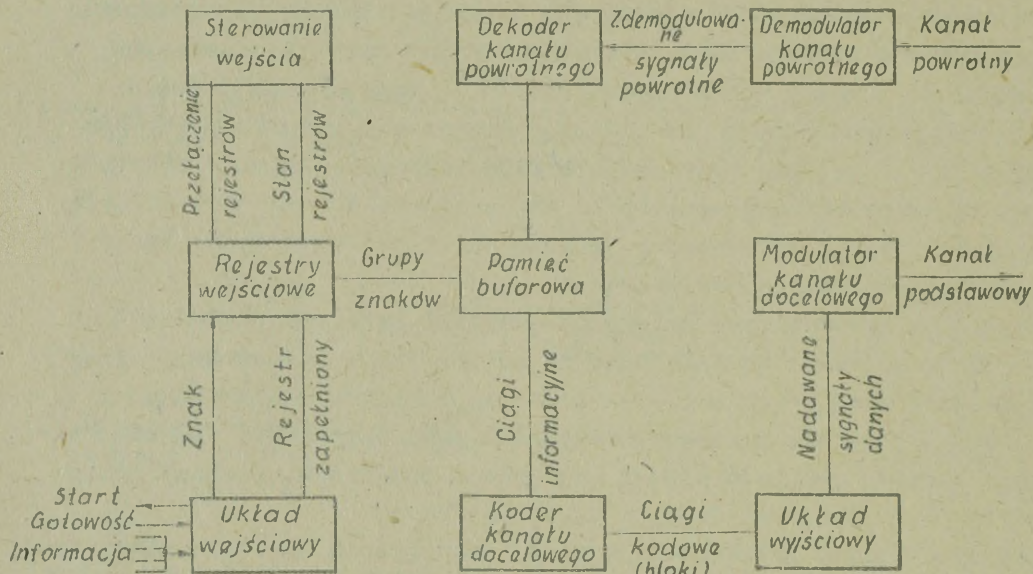 Sterowanie
wejścia
Dekoder
kanału
powrotnego
Zdemodulowa-
ne
sygnały
powrotne
Demodulator
kanału
powrotnego
Kanał
powrotny
Przełączenie
rejestrów
Stan
rejestrów
Rejestry
wejściowe
Grupy
znaków
Pamięć
buforowa
Modulator
kanału
docelowego
Kanał
podstawowy
Znak
Rejestr
zapełniony
Ciągi
informacyjne
Nadawane
sygnały
danych
Start
Gotowość
Informacja
Układ
wejściowy
Koder
kanału
docelowego
Ciągi
kodowe
(bloki)
Układ
wyjściowy